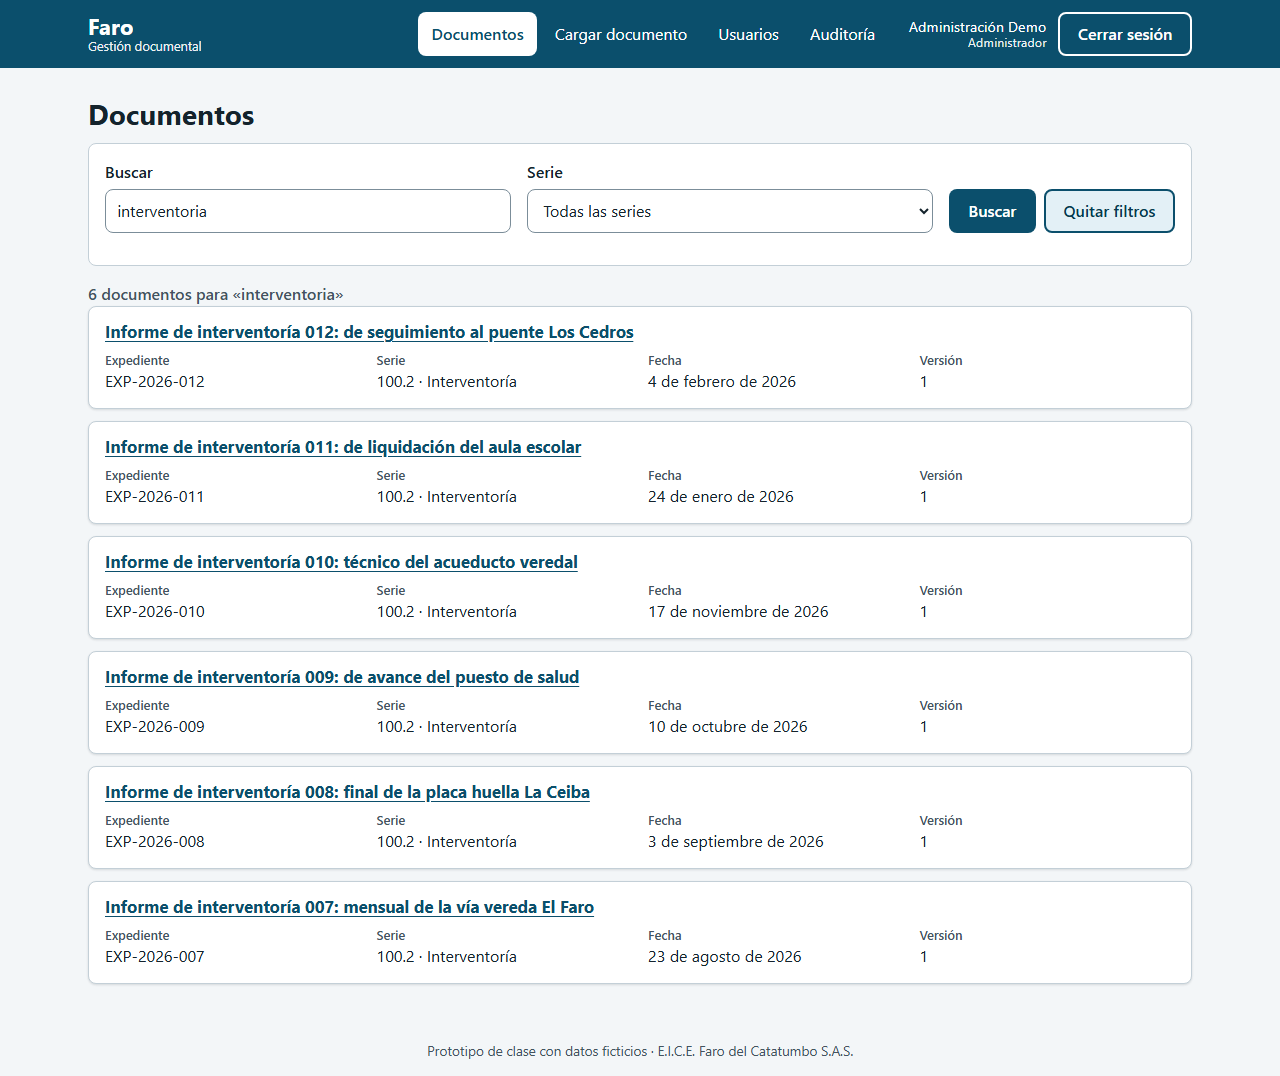 Faro
Gestión documental
Documentos
Cargar documento
Usuarios
Auditoría
Administración Demo
Administrador
Cerrar sesión
Documentos
Buscar
Serie
interventoria
Todas las series
Buscar
Quitar filtros
6 documentos para «interventoria»
Informe de interventoría 012: de seguimiento al puente Los Cedros
Expediente Serie Fecha Versión
EXP-2026-012 100.2 · Interventoría 4 de febrero de 2026 1
Informe de interventoría 011: de liquidación del aula escolar
Expediente Serie Fecha Versión
EXP-2026-011 100.2 · Interventoría 24 de enero de 2026 1
Informe de interventoría 010: técnico del acueducto veredal
Expediente Serie Fecha Versión
EXP-2026-010 100.2 · Interventoría 17 de noviembre de 2026 1
Informe de interventoría 009: de avance del puesto de salud
Expediente Serie Fecha Versión
EXP-2026-009 100.2 · Interventoría 10 de octubre de 2026 1
Informe de interventoría 008: final de la placa huella La Ceiba
Expediente Serie Fecha Versión
EXP-2026-008 100.2 · Interventoría 3 de septiembre de 2026 1
Informe de interventoría 007: mensual de la vía vereda El Faro
Expediente Serie Fecha Versión
EXP-2026-007 100.2 · Interventoría 23 de agosto de 2026 1
Prototipo de clase con datos ficticios · E.I.C.E. Faro del Catatumbo S.A.S.